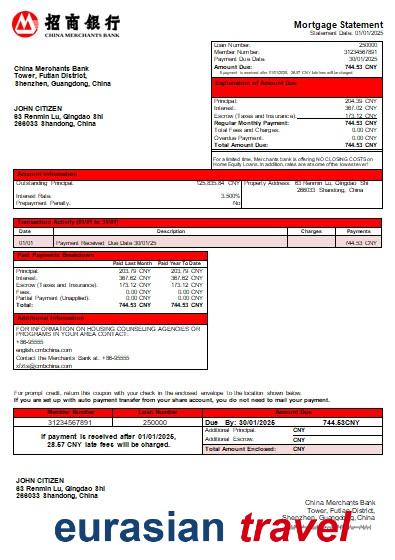 招商銀行
CHINA MERCHANTS BANK
Mortgage Statement
Statement Date: 01/01/2025
Loan Number: 250000
Member Number: 31234567891
Payment Due Date: 30/01/2025
Amount Due: 744.53 CNY
If payment is received after 01/01/2025, 28.57 CNY late fees will be charged.
China Merchants Bank
Tower, Futian District,
Shenzhen, Guangdong, China
Explanation of Amount Due
Principal: 204.39 CNY
Interest: 367.02 CNY
Escrow (Taxes and Insurance): 173.12 CNY
Regular Monthly Payment: 744.53 CNY
Total Fees and Charges: 0.00 CNY
Overdue Payment: 0.00 CNY
Total Amount Due: 744.53 CNY
JOHN CITIZEN
63 Renmin Lu, Qingdao Shi
266033 Shandong, China
For a limited time, Merchants bank is offering NO CLOSING COSTS on
Home Equity Loans. In addition, rates are some of the lowest ever!
Account Information
Outstanding Principal: 125,835.84 CNY
Interest Rate: 3.500%
Prepayment Penalty: No
Property Address: 63 Renmin Lu, Qingdao Shi
266033 Shandong, China
Transaction Activity (01/01 to 30/01)
Date Description Charges Payments
01/01 Payment Received Due Date 30/01/25 744.53 CNY
Past Payments Breakdown
Paid Last Month Paid Year To Date
Principal: 203.79 CNY 203.79 CNY
Interest: 367.62 CNY 367.62 CNY
Escrow (Taxes and Insurance): 173.12 CNY 173.12 CNY
Fees: 0.00 CNY 0.00 CNY
Partial Payment (Unapplied): 0.00 CNY 0.00 CNY
Total: 744.53 CNY 744.53 CNY
Additional Information
FOR INFORMATION ON HOUSING COUNSELING AGENCIES OR
PROGRAMS IN YOUR AREA CONTACT:
+86-95555
english.cmbchina.com
Contact the Merchants Bank at: +86-95555
For prompt credit, return this coupon with your check in the enclosed envelope to the location shown below.
If you are set up with auto payment transfer from your share account, you do not need to mail your payment.
Member Number Loan Number Amount Due
31234567891 250000 Due By: 30/01/2025 744.53CNY
If payment is received after 01/01/2025,
28.57 CNY late fees will be charged.
Additional Principal: CNY
Additional Escrow: CNY
Total Amount Enclosed: CNY
JOHN CITIZEN
63 Renmin Lu, Qingdao Shi
266033 Shandong, China
China Merchants Bank
Tower, Futian District,
Shenzhen, Guangdong, China
eurasian travel